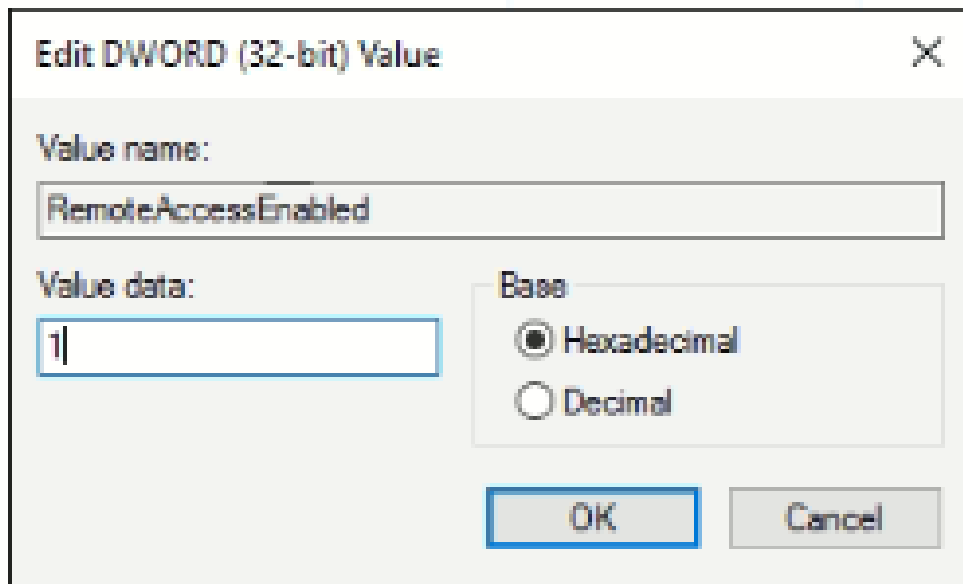 Edit DWORD (32-bit) Value
Value name:
RemoteAccessEnabled
Value data:
1
Base
Hexadecimal
Decimal
OK
Cancel